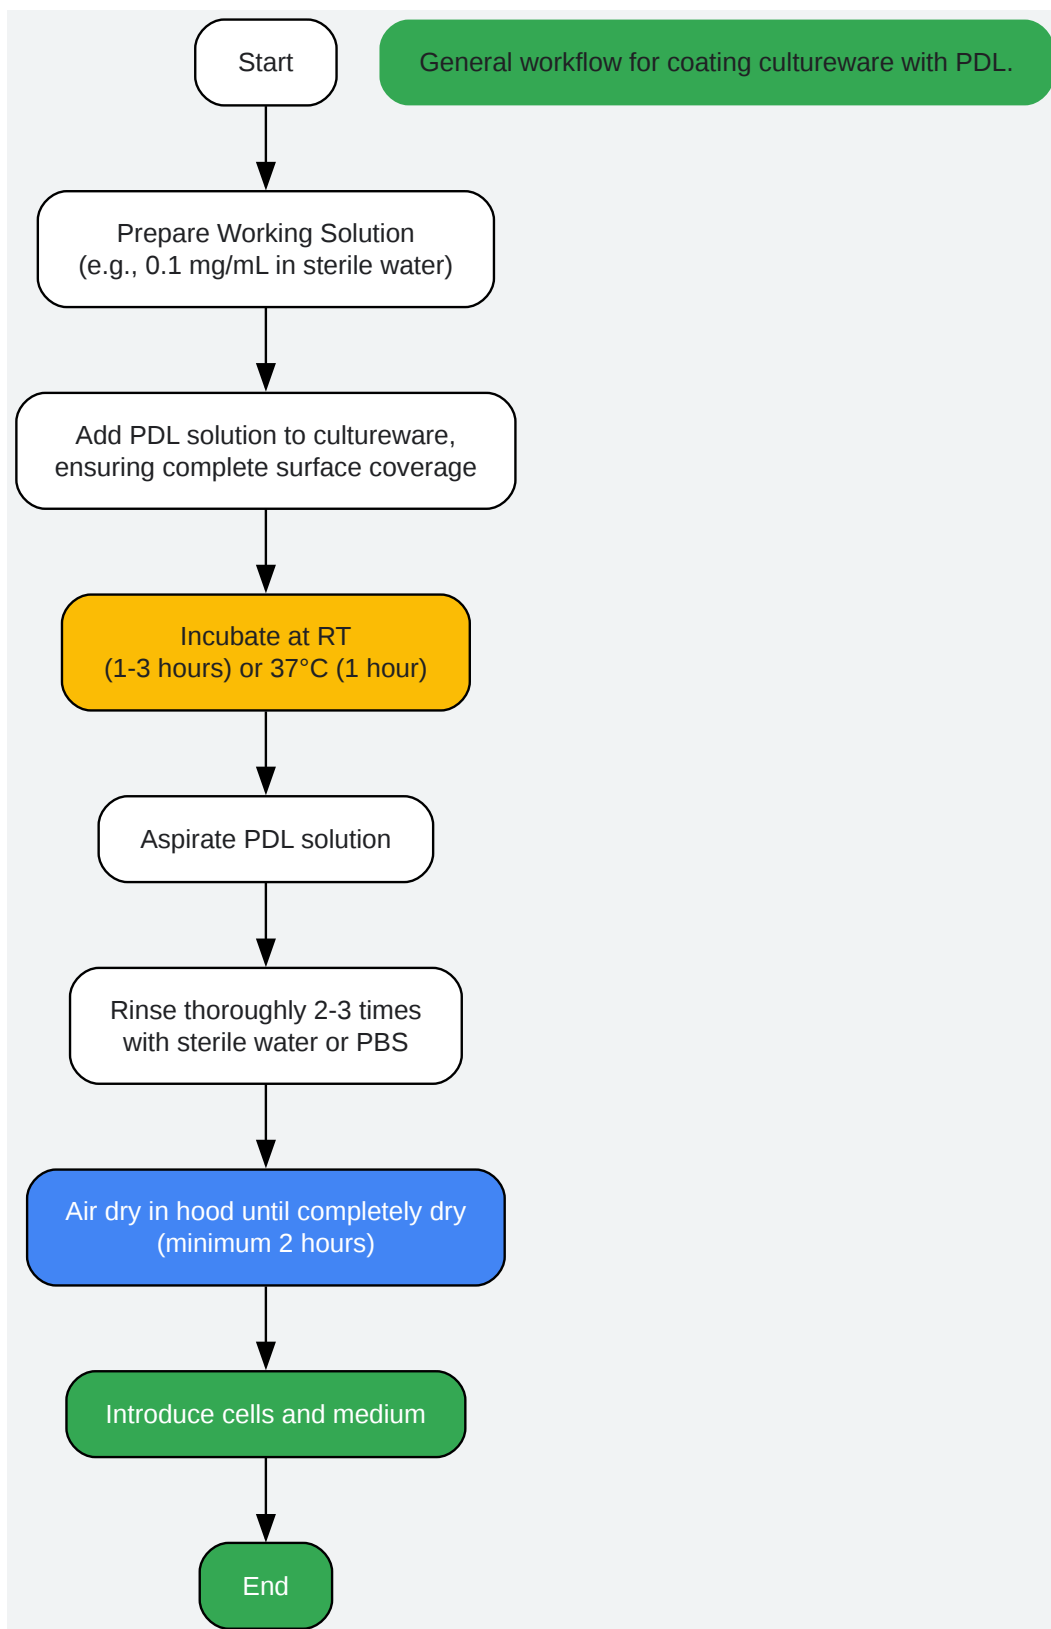 Start
General workflow for coating cultureware with PDL.
Prepare Working Solution
(e.g., 0.1 mg/mL in sterile water)
Add PDL solution to cultureware,
ensuring complete surface coverage
Incubate at RT
(1-3 hours) or 37°C (1 hour)
Aspirate PDL solution
Rinse thoroughly 2-3 times
with sterile water or PBS
Air dry in hood until completely dry
(minimum 2 hours)
Introduce cells and medium
End